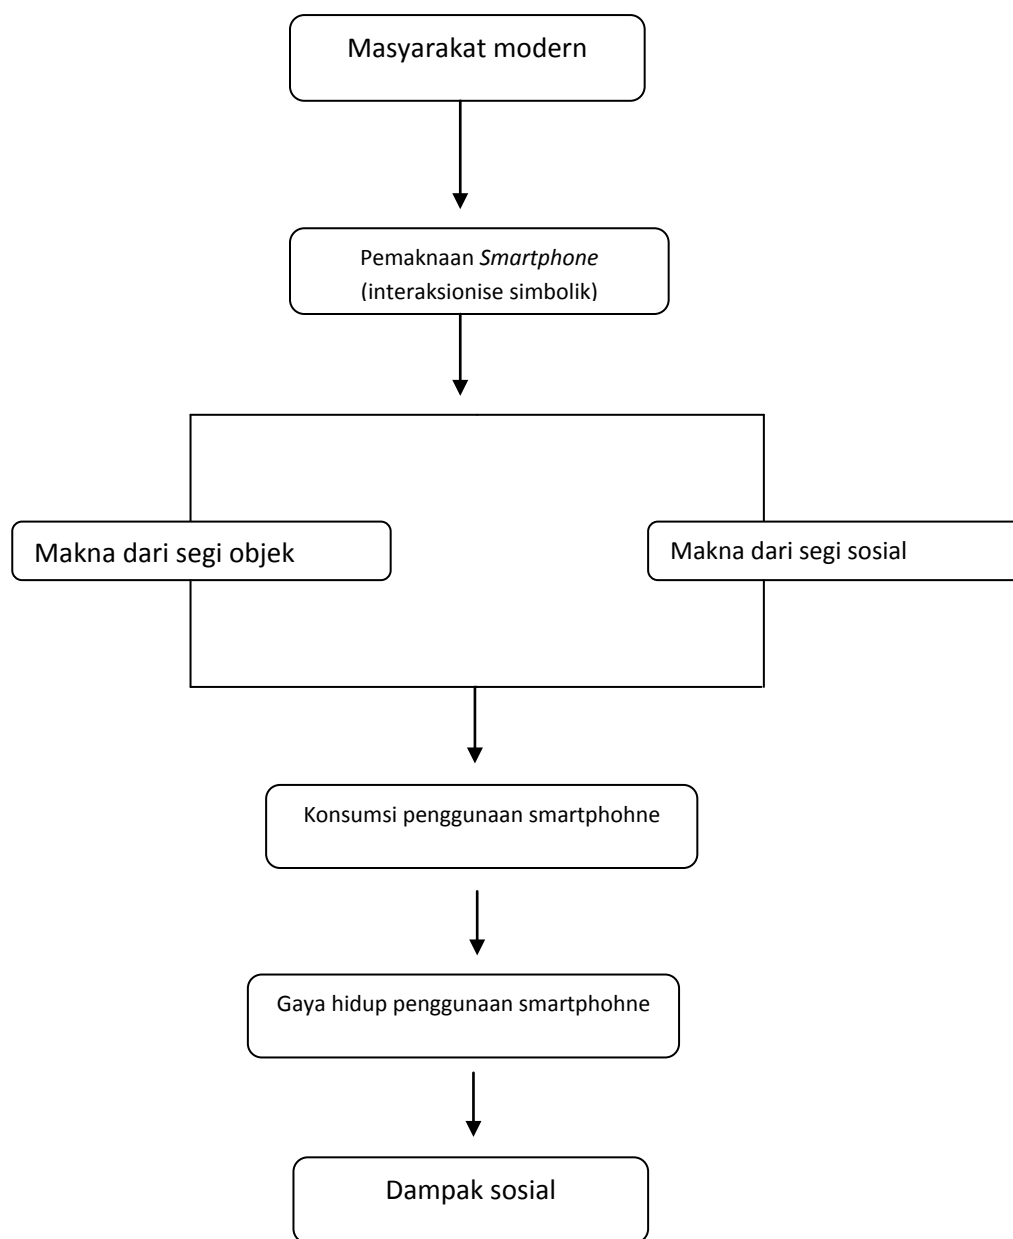 Masyarakat modern
Pemaknaan Smartphone
(interaksionise simbolik)
Makna dari segi objek
Makna dari segi sosial
Konsumsi penggunaan smartphohne
Gaya hidup penggunaan smartphohne
Dampak sosial